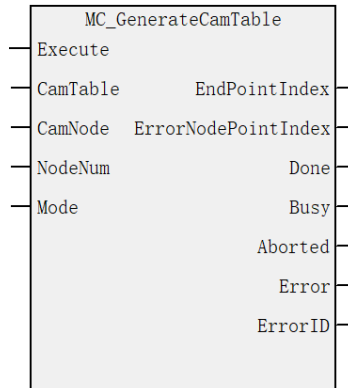 MC_GenerateCamTable
Execute
CamTable EndPointIndex
CamNode ErrorNodePointIndex
NodeNum Done
Mode Busy
Aborted
Error
ErrorID